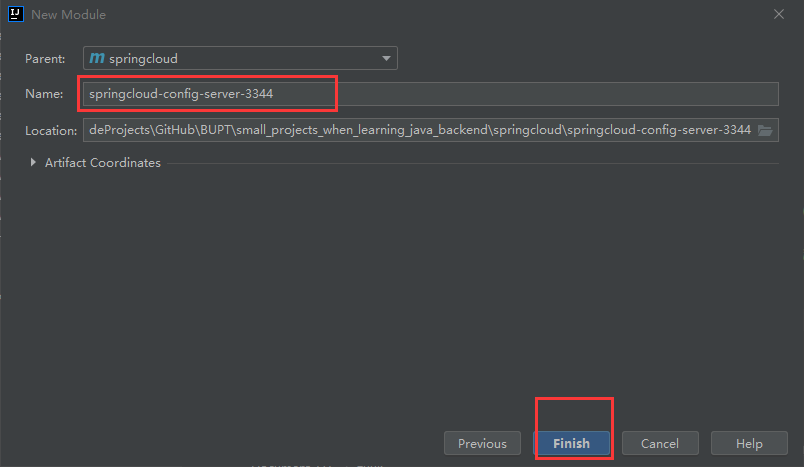 New Module
Parent: springcloud
Name: springcloud-config-server-3344
Location: deProjects\GitHub\BUPT\small_projects_when_learning_java_backend\springcloud\springcloud-config-server-3344
Artifact Coordinates
Previous Finish Cancel Help